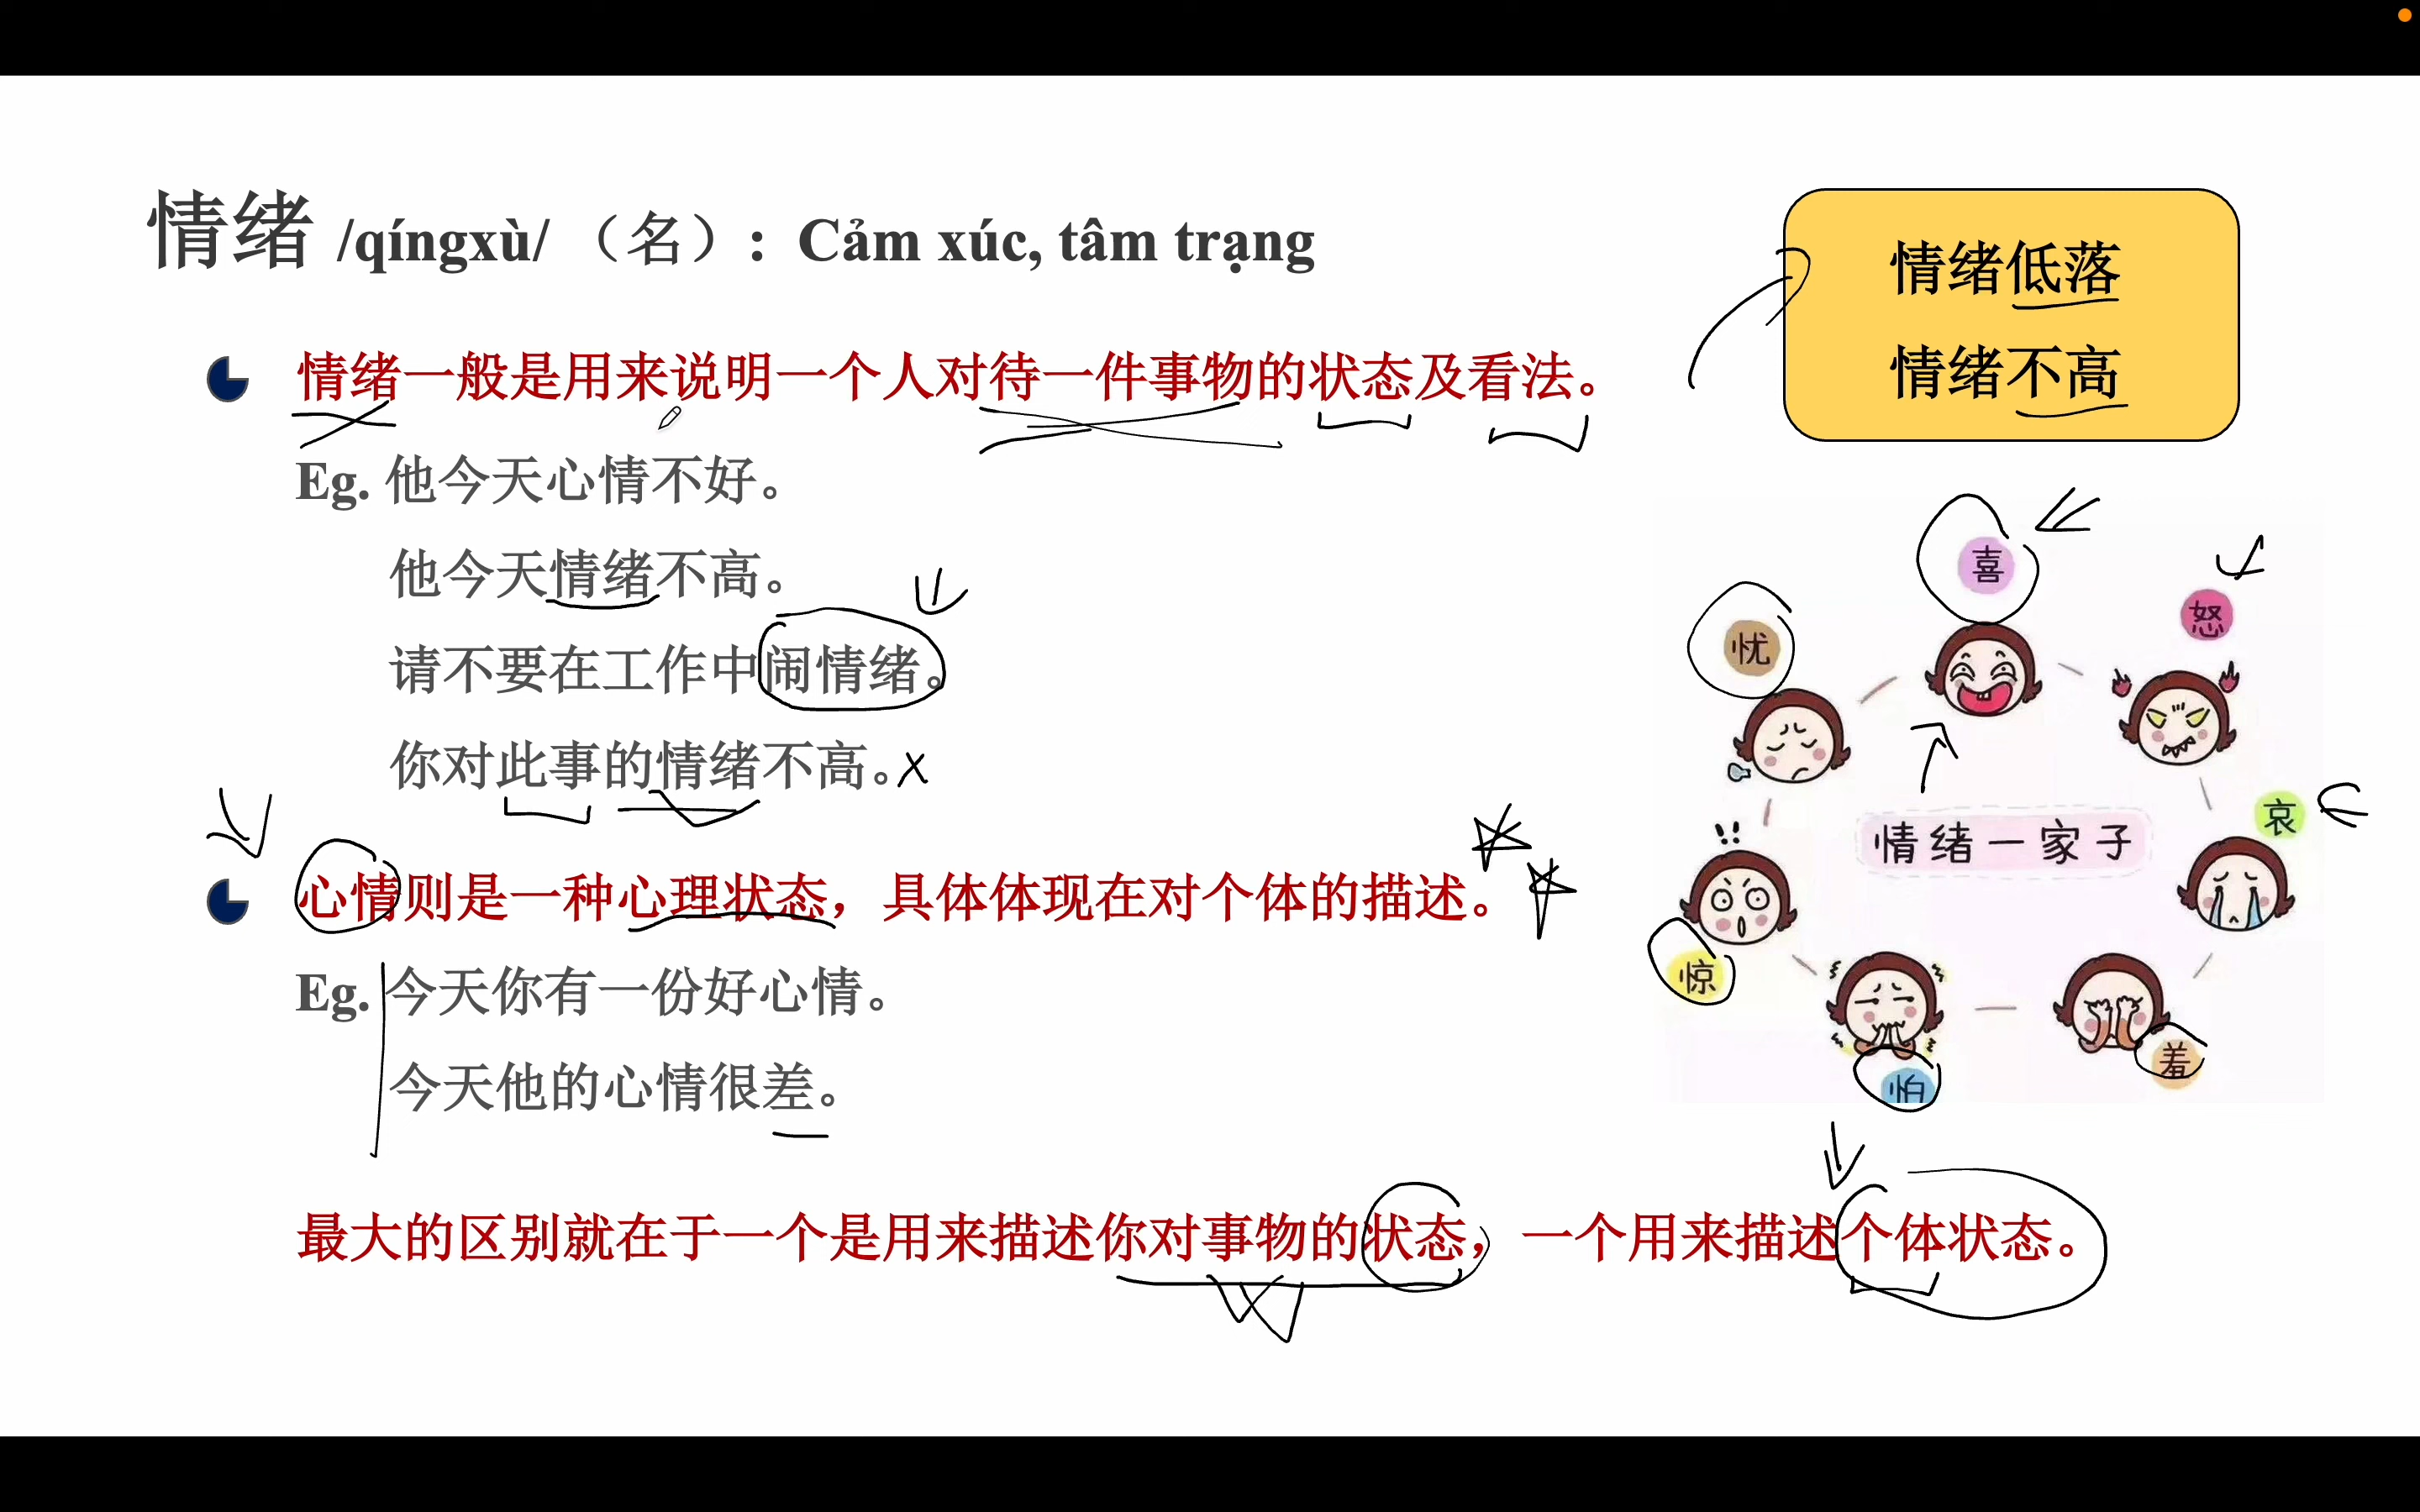 情绪 /qíngxù/ （名）: Cảm xúc, tâm trạng
情绪低落
情绪不高
情绪一般是用来说明一个人对待一件事物的状态及看法。
Eg. 他今天心情不好。
他今天情绪不高。
请不要在工作中闹情绪。
你对此事的情绪不高。x
心情则是一种心理状态，具体体现在对个体的描述。
Eg. 今天你有一份好心情。
今天他的心情很差。
最大的区别就在于一个是用来描述你对事物的状态，一个用来描述个体状态。
喜
怒
忧
哀
情绪一家子
!!
惊
怕
羞